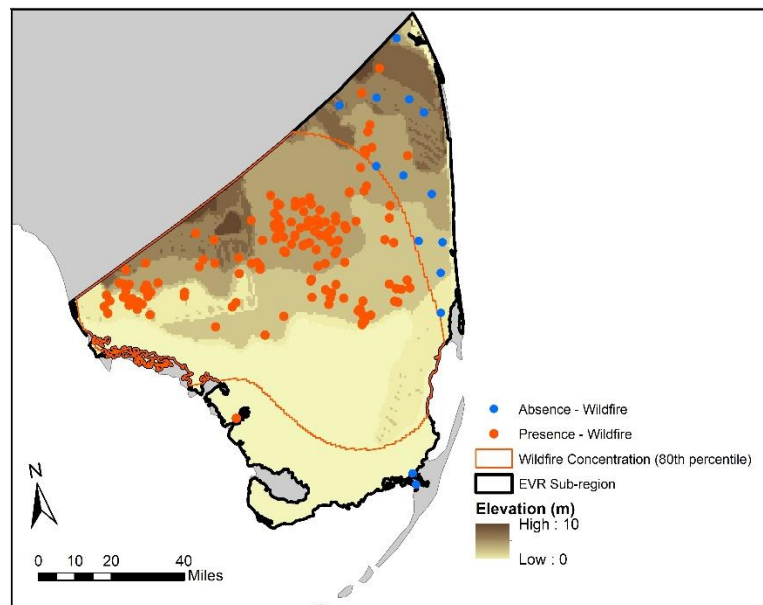 Absence - Wildfire
Presence - Wildfire
Wildfire Concentration (80th percentile)
EVR Sub-region
Elevation (m)
High : 10
Low : 0
N
0 10 20 40
Miles